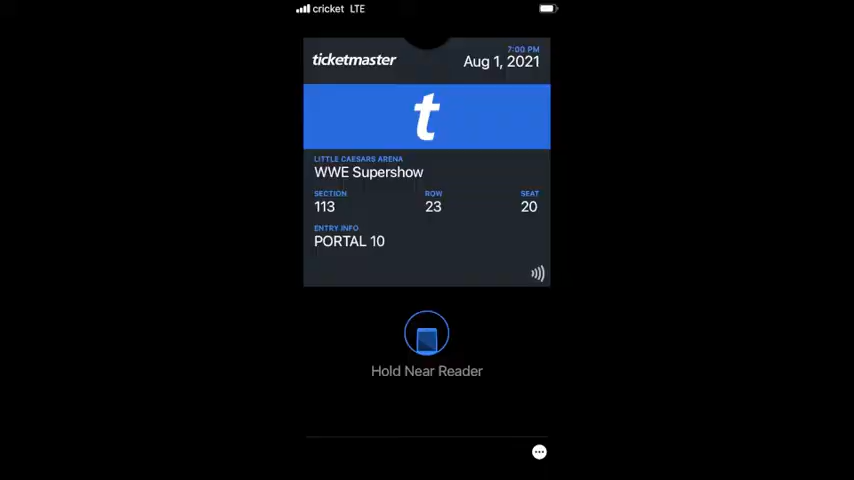 cricket LTE
ticketmaster
7:00 PM
Aug 1, 2021
t
LITTLE CAESARS ARENA
WWE Supershow
SECTION ROW SEAT
113 23 20
ENTRY INFO
PORTAL 10
Hold Near Reader